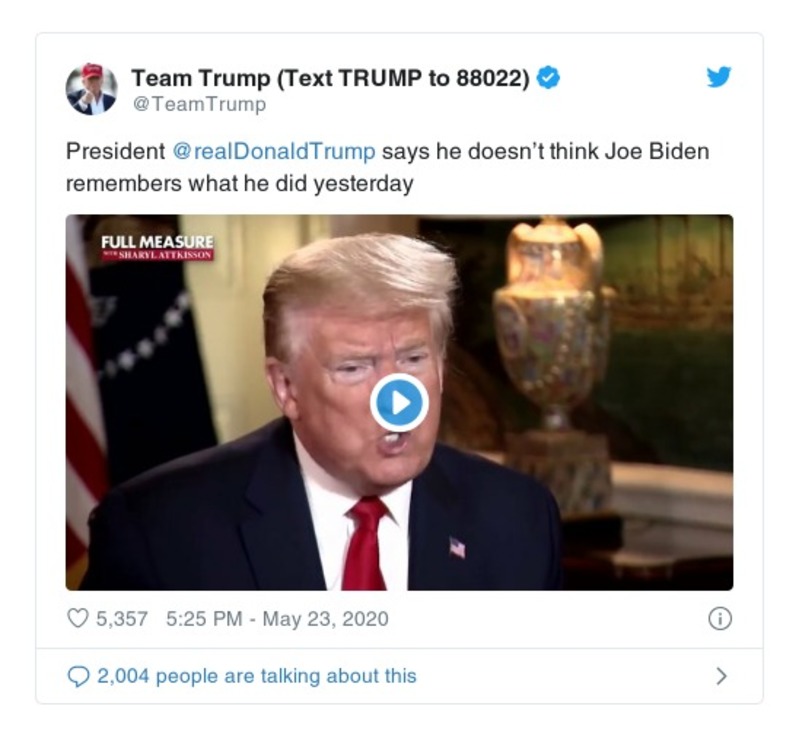 Team Trump (Text TRUMP to 88022)
@TeamTrump
President @realDonaldTrump says he doesn’t think Joe Biden
remembers what he did yesterday
FULL MEASURE
WITH SHARYL ATTKISSON
5,357 5:25 PM - May 23, 2020
2,004 people are talking about this